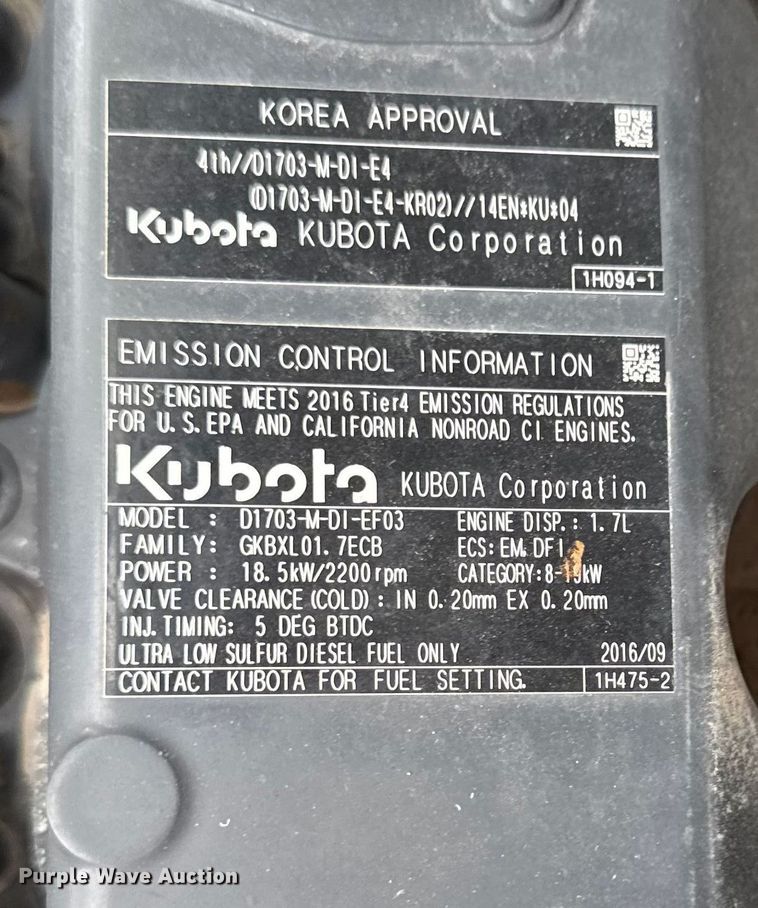 KOREA APPROVAL
4th//D1703-M-DI-E4
(D1703-M-DI-E4-KR02)//14EN*KU*04
Kubota KUBOTA Corporation
1H094-1
EMISSION CONTROL INFORMATION
THIS ENGINE MEETS 2016 Tier4 EMISSION REGULATIONS
FOR U.S.EPA AND CALIFORNIA NONROAD CI ENGINES.
Kubota KUBOTA Corporation
MODEL : D1703-M-DI-EF03 ENGINE DISP.: 1.7L
FAMILY: GKBXL01.7ECB ECS: EM, DFI
POWER : 18.5kW/2200rpm CATEGORY:
VALVE CLEARANCE (COLD) : IN 0.20mm EX 0.20mm
INJ.TIMING: 5 DEG BTDC
ULTRA LOW SULFUR DIESEL FUEL ONLY 2016/09
CONTACT KUBOTA FOR FUEL SETTING. 1H475-2
Purple Wave Auction